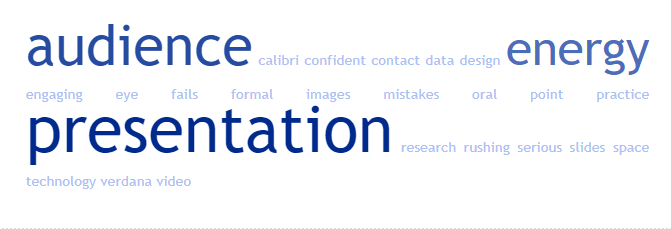 audience calibri confident contact data design energy
engaging eye fails formal images mistakes oral point practice
presentation research rushing serious slides space
technology verdana video